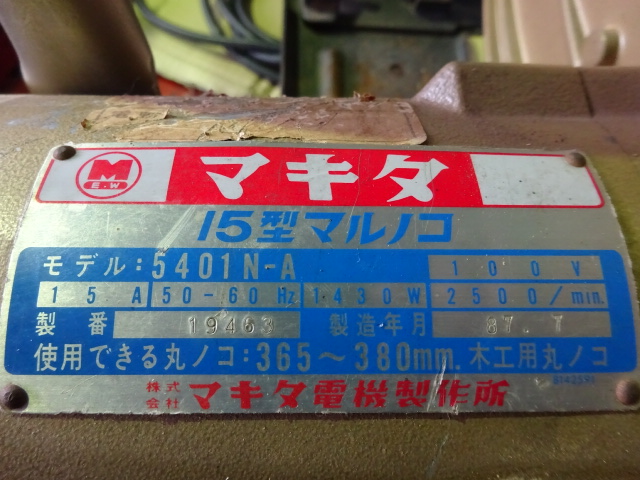 M
E.W
マキタ
15型マルノコ
モデル:5401N-A 100V
15A 50-60Hz 1430W 2500/min.
製番 19463 製造年月 87.7
使用できる丸ノコ:365～380mm.木工用丸ノコ
株式会社 マキタ電機製作所